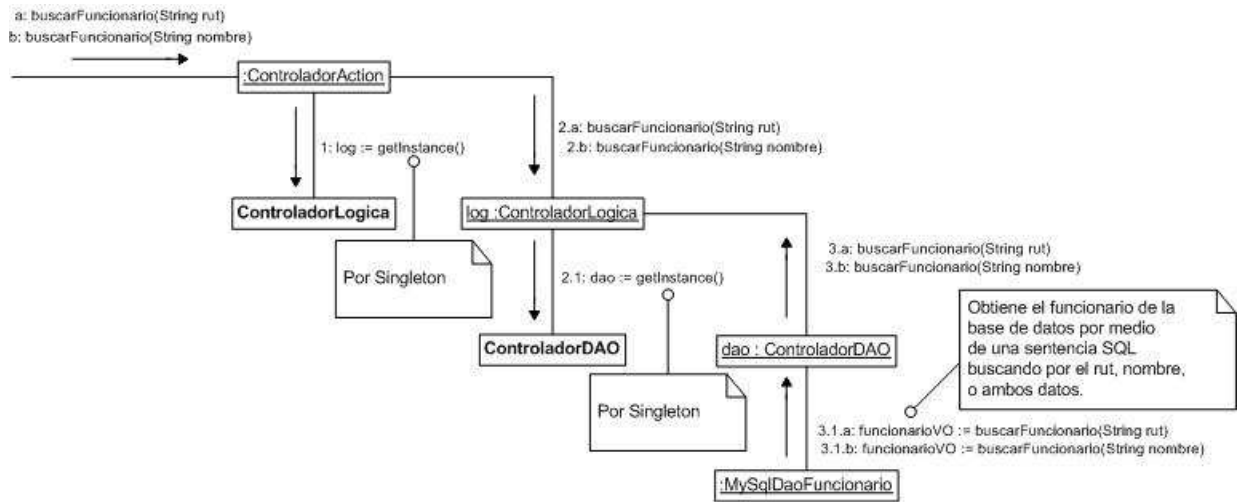 a: buscarFuncionario(String rut)
b: buscarFuncionario(String nombre)
:ControladorAction
1: log := getInstance()
2.a: buscarFuncionario(String rut)
2.b: buscarFuncionario(String nombre)
ControladorLogica
log :ControladorLogica
Por Singleton
2.1: dao := getInstance()
3.a: buscarFuncionario(String rut)
3.b: buscarFuncionario(String nombre)
ControladorDAO
dao : ControladorDAO
Obtiene el funcionario de la
base de datos por medio
de una sentencia SQL
buscando por el rut, nombre,
o ambos datos.
Por Singleton
3.1.a: funcionarioVO := buscarFuncionario(String rut)
3.1.b: funcionarioVO := buscarFuncionario(String nombre)
:MySqlDaoFuncionario